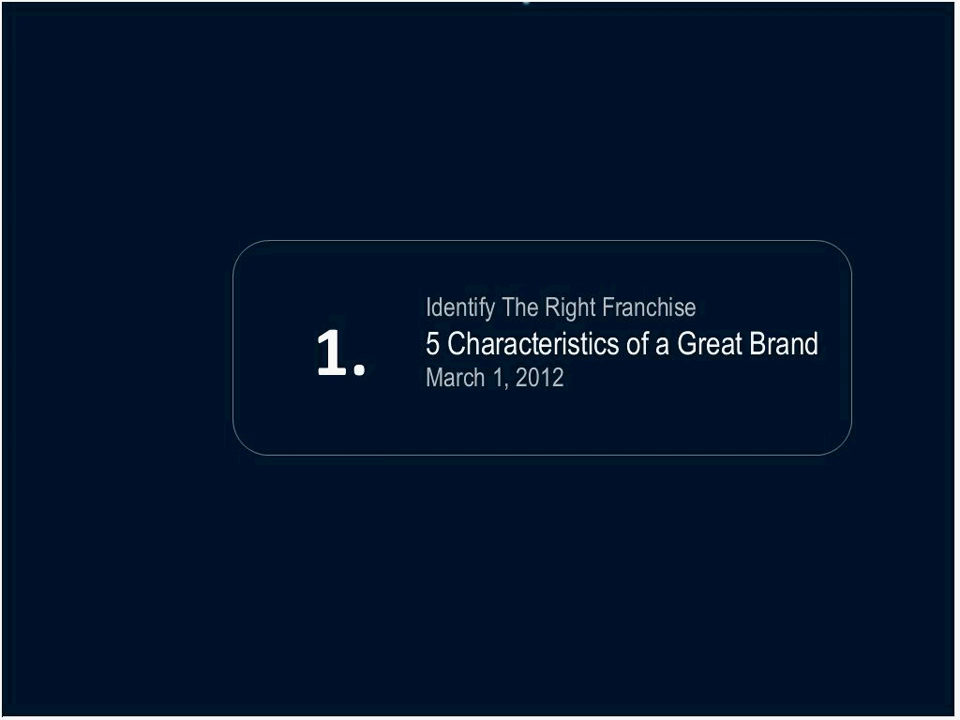 1.
Identify The Right Franchise
5 Characteristics of a Great Brand
March 1, 2012